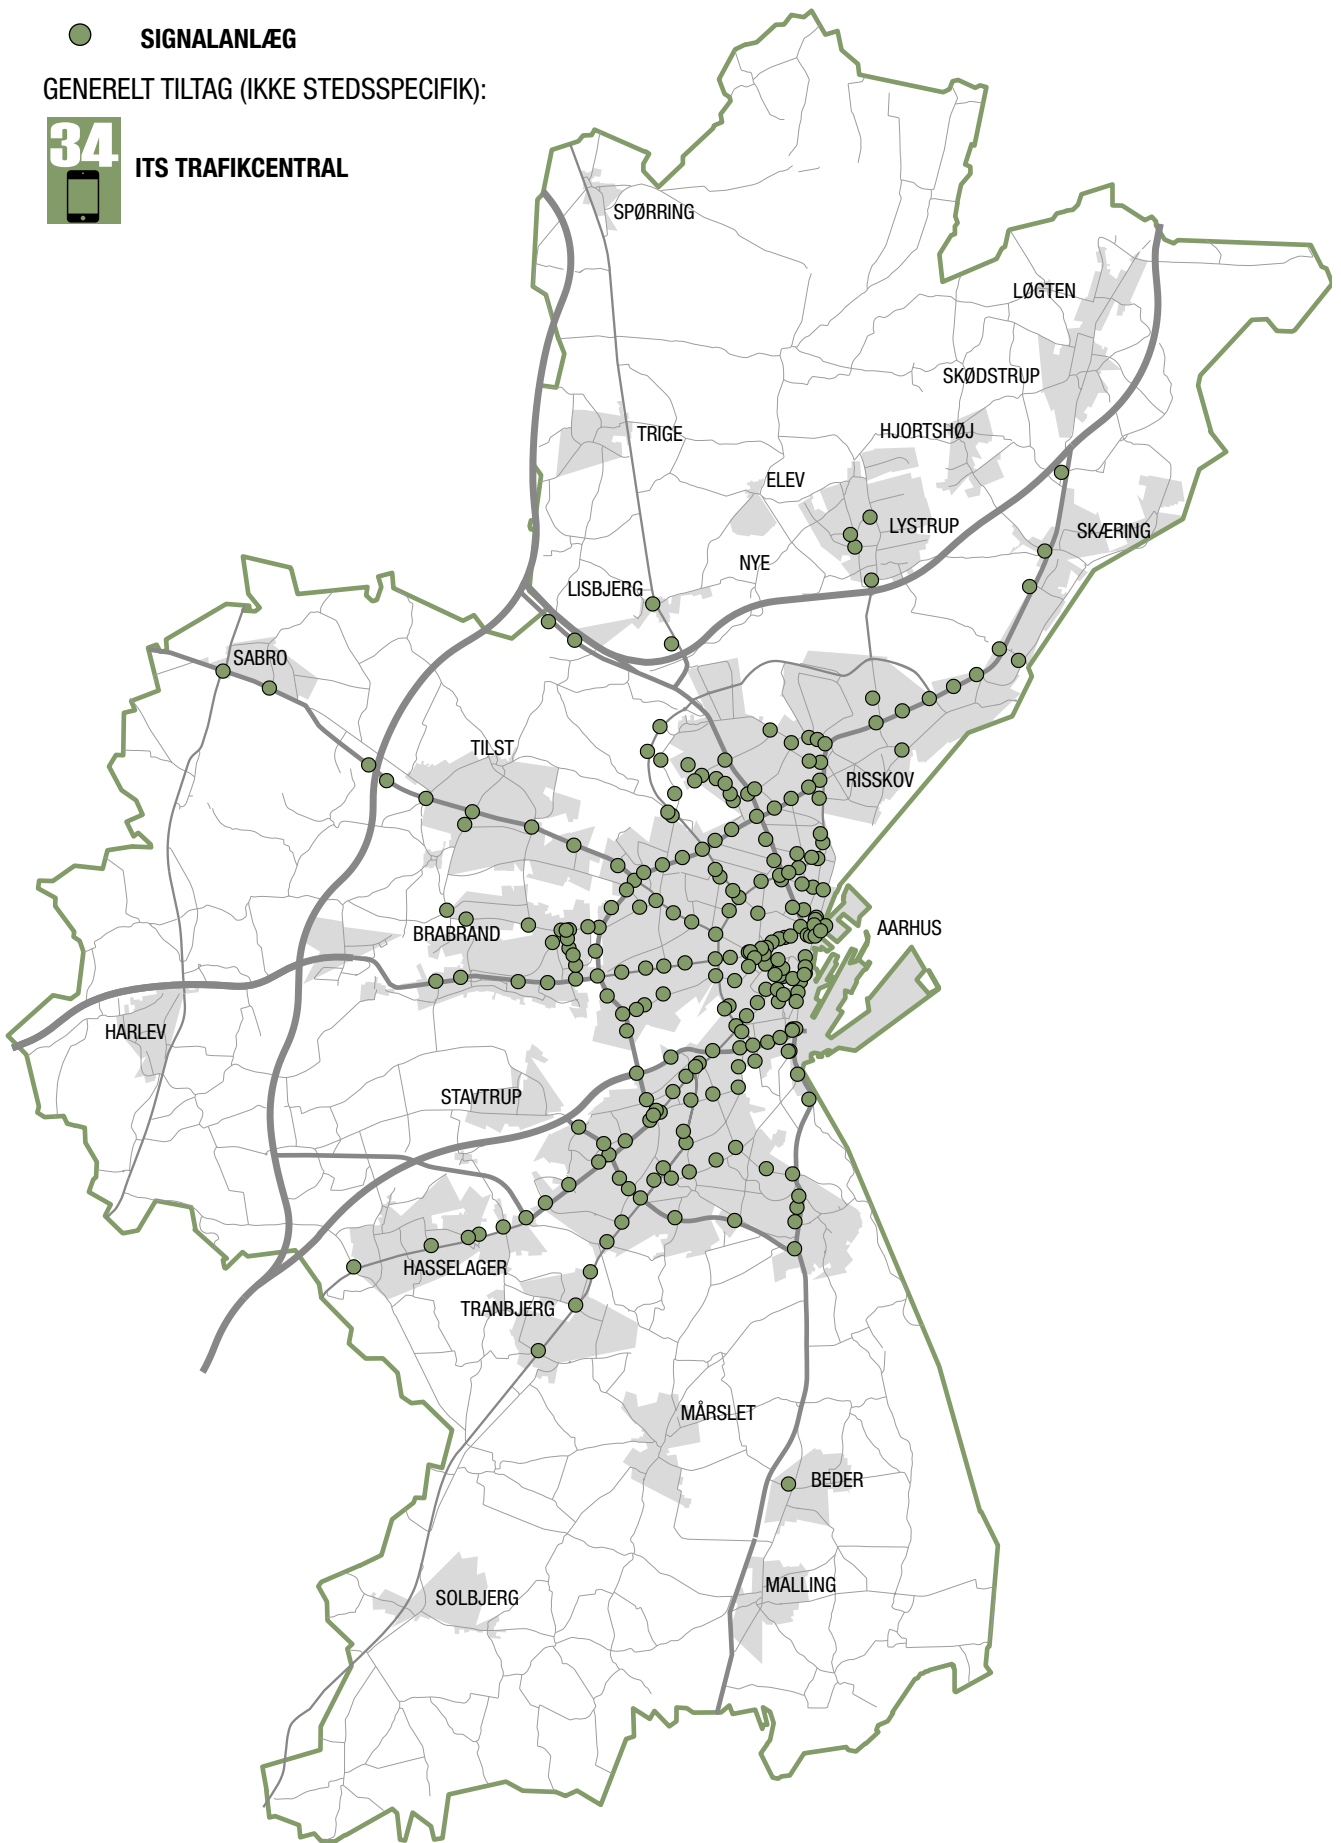 SIGNALANLÆG
GENERELT TILTAG (IKKE STEDSSPECIFIK):
34
ITS TRAFIKCENTRAL
SPØRRING
LØGTEN
SKØDSTRUP
TRIGE
HJORTSHØJ
ELEV
LYSTRUP
SKÆRING
NYE
LISBJERG
SABRO
TILST
RISSKOV
BRABRAND
AARHUS
HARLEV
STAVTRUP
HASSELAGER
TRANBJERG
MÅRSLET
BEDER
MALLING
SOLBJERG